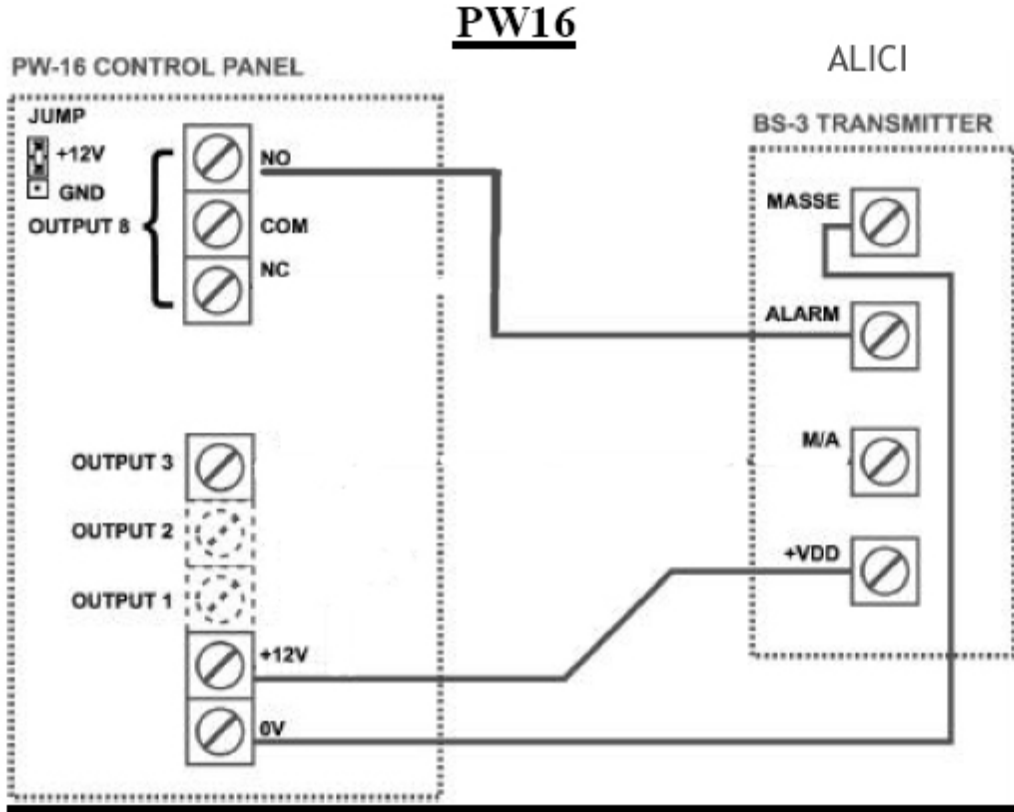 PW16
PW-16 CONTROL PANEL
ALICI
BS-3 TRANSMITTER
JUMP
+12V
GND
OUTPUT 8
NO
COM
NC
MASSE
ALARM
M/A
+VDD
OUTPUT 3
OUTPUT 2
OUTPUT 1
+12V
0V